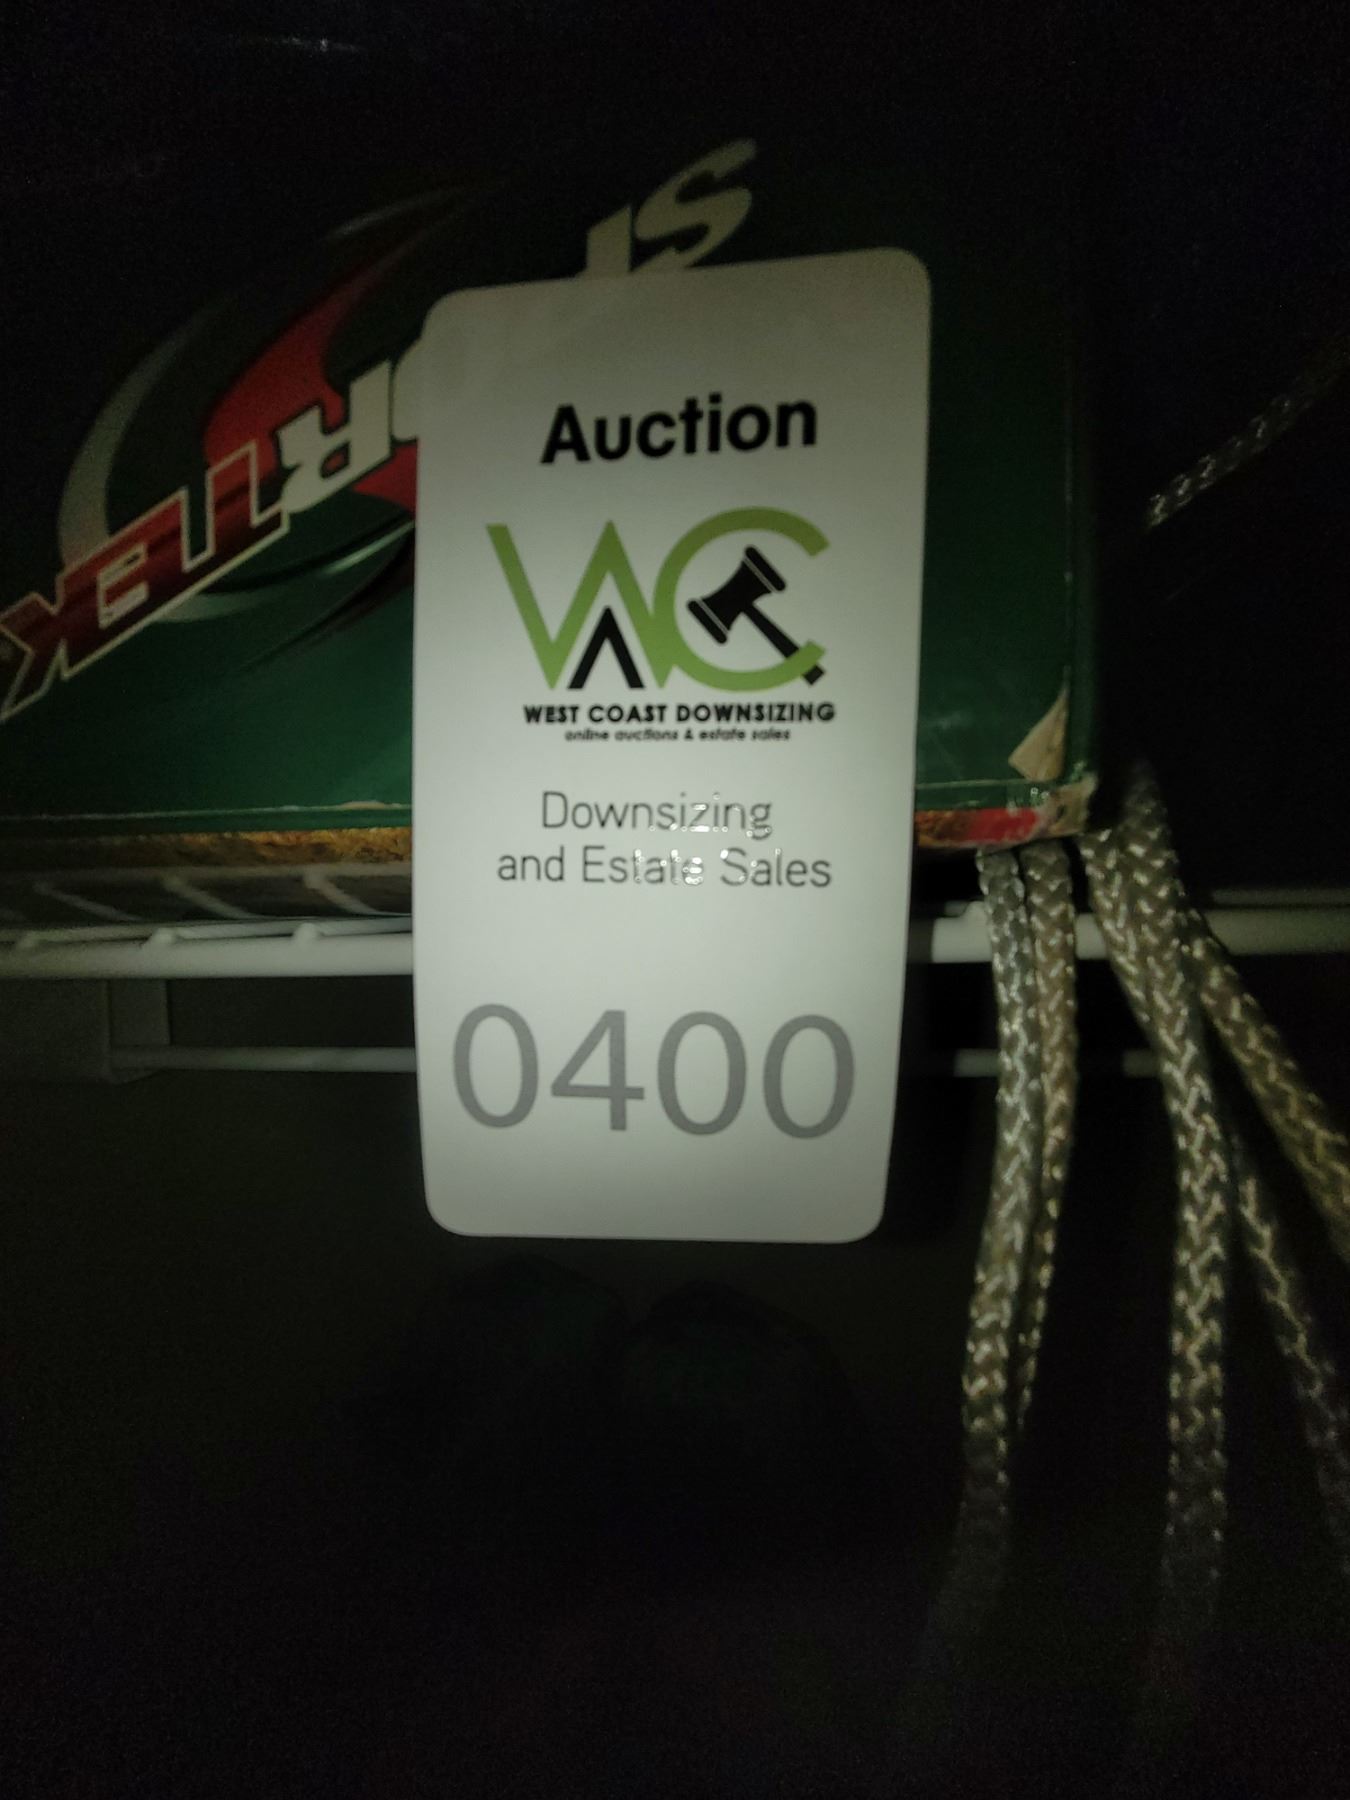 Auction
WC
WEST COAST DOWNSIZING
online auctions & estate sales
Downsizing
and Estate Sales
0400